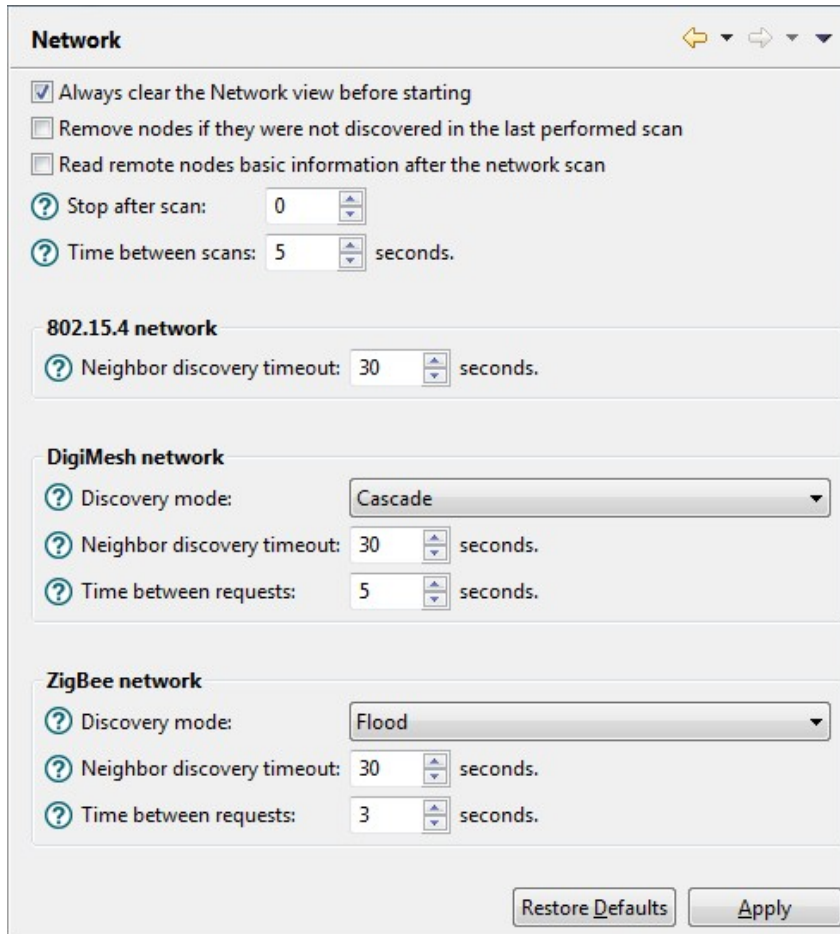 Network
Always clear the Network view before starting
Remove nodes if they were not discovered in the last performed scan
Read remote nodes basic information after the network scan
? Stop after scan: 0
? Time between scans: 5 seconds.
802.15.4 network
? Neighbor discovery timeout: 30 seconds.
DigiMesh network
? Discovery mode: Cascade
? Neighbor discovery timeout: 30 seconds.
? Time between requests: 5 seconds.
ZigBee network
? Discovery mode: Flood
? Neighbor discovery timeout: 30 seconds.
? Time between requests: 3 seconds.
Restore Defaults Apply